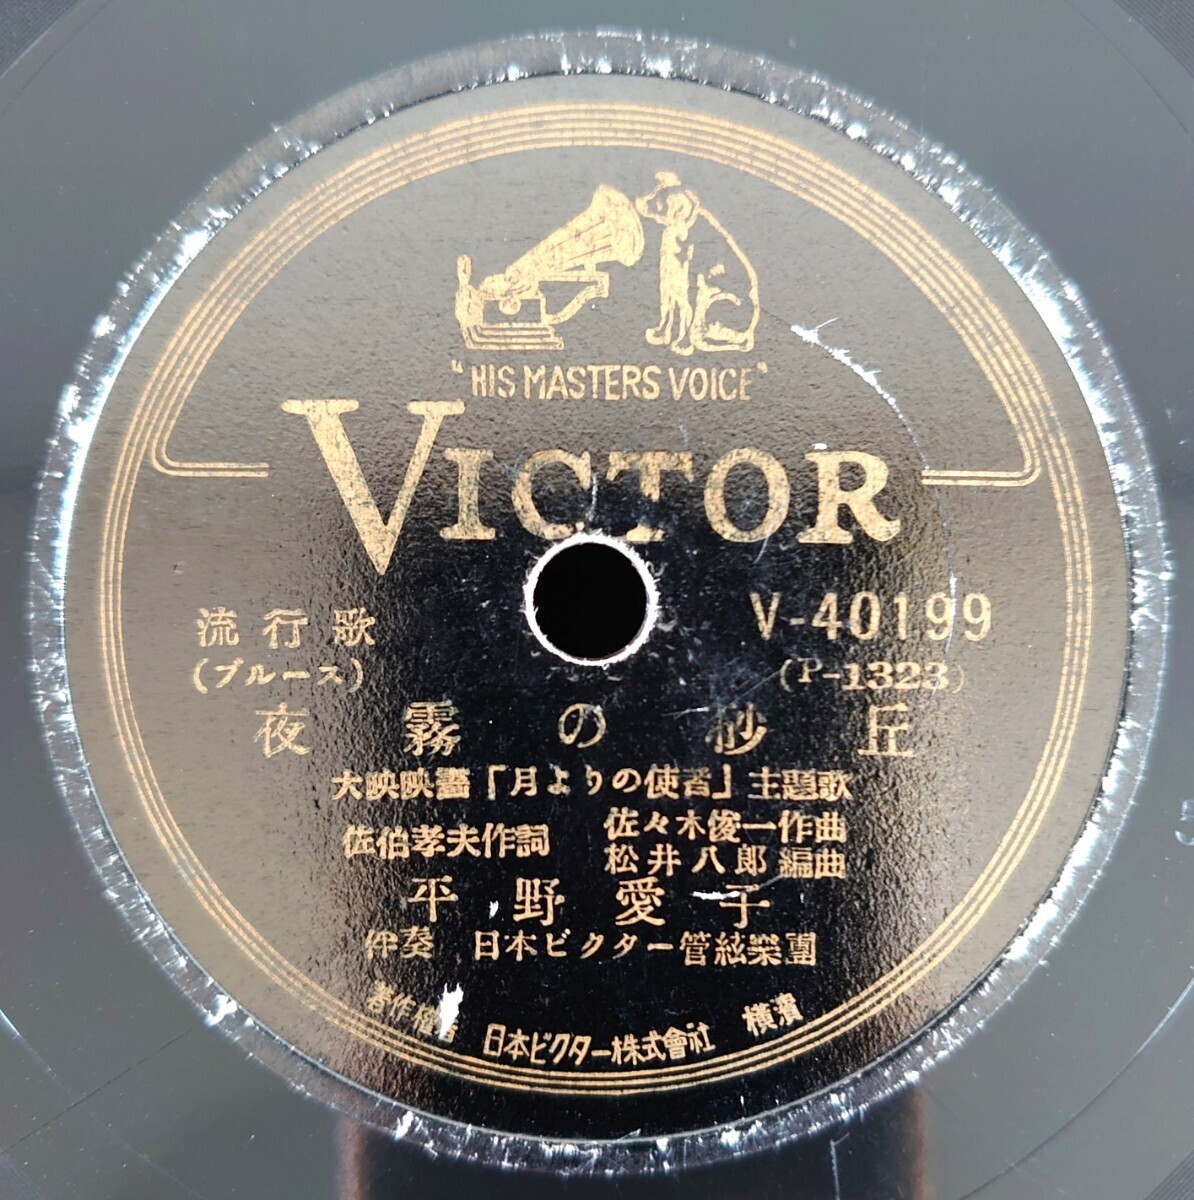 "HIS MASTERS VOICE"
VICTOR
流行歌
(ブルース)
V-40199
(P-1323)
夜霧の砂丘
大映映畫「月よりの使者」主題歌
佐伯孝夫作詞
佐々木俊一作曲
松井八郎編曲
平野愛子
伴奏 日本ビクター管絃樂團
著作権者 日本ビクター株式會社 横濱